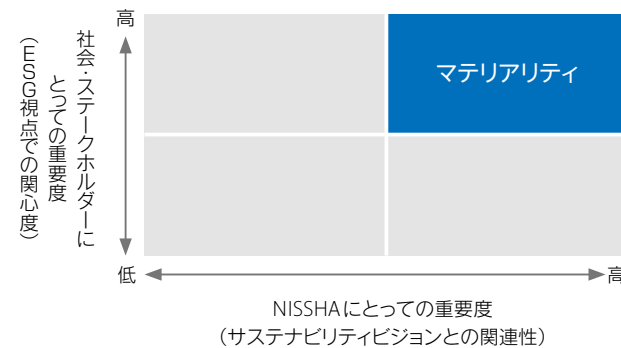 社会・ステークホルダーに
とっての重要度
（ESG視点での関心度）
高
マテリアリティ
低
高
NISSHAにとっての重要度
（サステナビリティビジョンとの関連性）